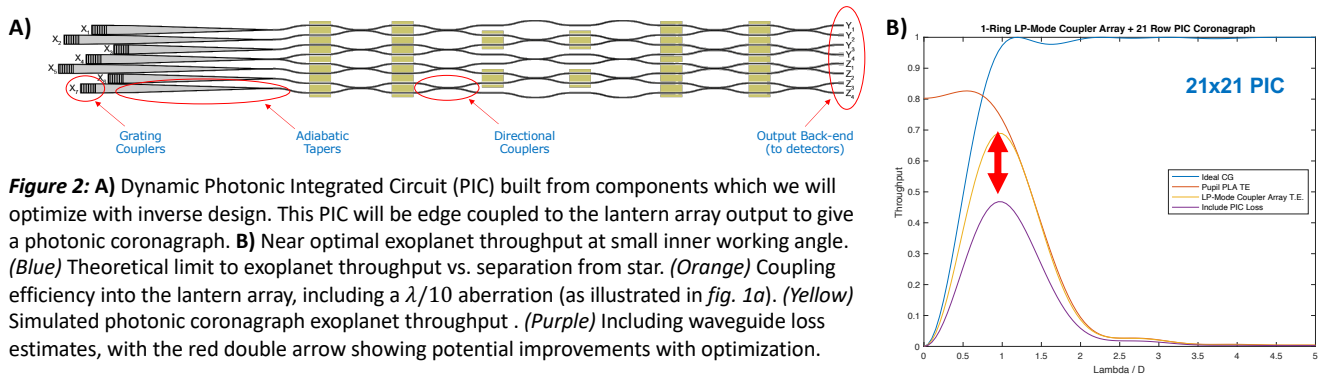 A)
X1
X2
X3
X4
X5
X7
Y1
Y2
Y3
Y4
Z1
Z2
Z3
Z4
Grating
Couplers
Adiabatic
Tapers
Directional
Couplers
Output Back-end
(to detectors)
Figure 2: A) Dynamic Photonic Integrated Circuit (PIC) built from components which we will
optimize with inverse design. This PIC will be edge coupled to the lantern array output to give
a photonic coronagraph. B) Near optimal exoplanet throughput at small inner working angle.
(Blue) Theoretical limit to exoplanet throughput vs. separation from star. (Orange) Coupling
efficiency into the lantern array, including a λ/10 aberration (as illustrated in fig. 1a). (Yellow)
Simulated photonic coronagraph exoplanet throughput . (Purple) Including waveguide loss
estimates, with the red double arrow showing potential improvements with optimization.
B)
1-Ring LP-Mode Coupler Array + 21 Row PIC Coronagraph
21x21 PIC
Throughput
1
0.9
0.8
0.7
0.6
0.5
0.4
0.3
0.2
0.1
0
Ideal CG
Pupil PLA TE
LP-Mode Coupler Array T.E.
Include PIC Loss
0
0.5
1
1.5
2
2.5
3
3.5
4
4.5
5
Lambda / D